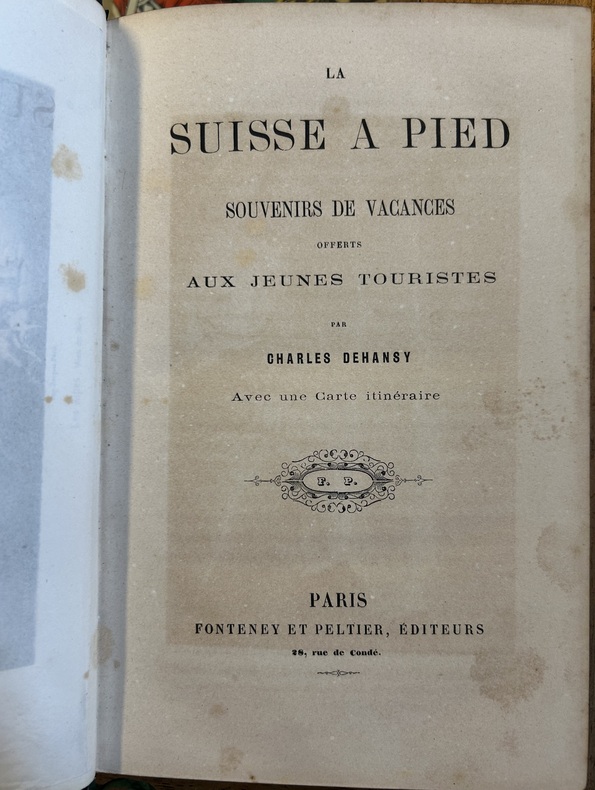 LA
SUISSE A PIED
SOUVENIRS DE VACANCES
OFFERTS
AUX JEUNES TOURISTES
PAR
CHARLES DEHANSY
Avec une Carte itinéraire
F. P.
PARIS
FONTENEY ET PELTIER, ÉDITEURS
28, rue de Condé.